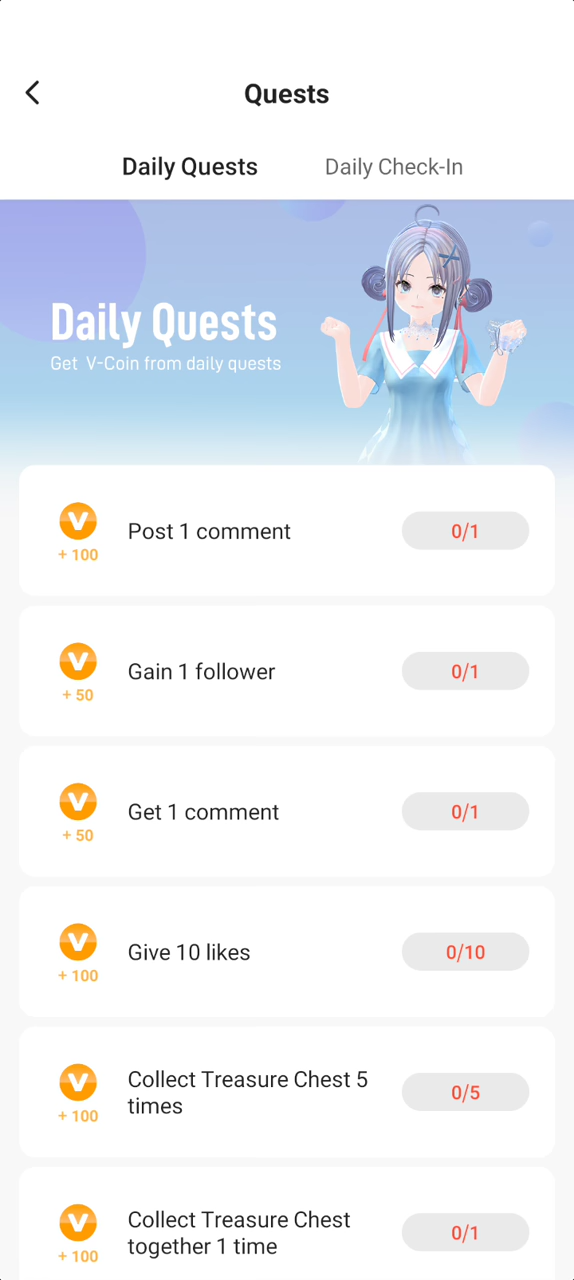 Quests
Daily Quests
Daily Check-In
Daily Quests
Get V-Coin from daily quests
V
+ 100
Post 1 comment
0/1
V
+ 50
Gain 1 follower
0/1
V
+ 50
Get 1 comment
0/1
V
+ 100
Give 10 likes
0/10
V
+ 100
Collect Treasure Chest 5
times
0/5
V
+ 100
Collect Treasure Chest
together 1 time
0/1